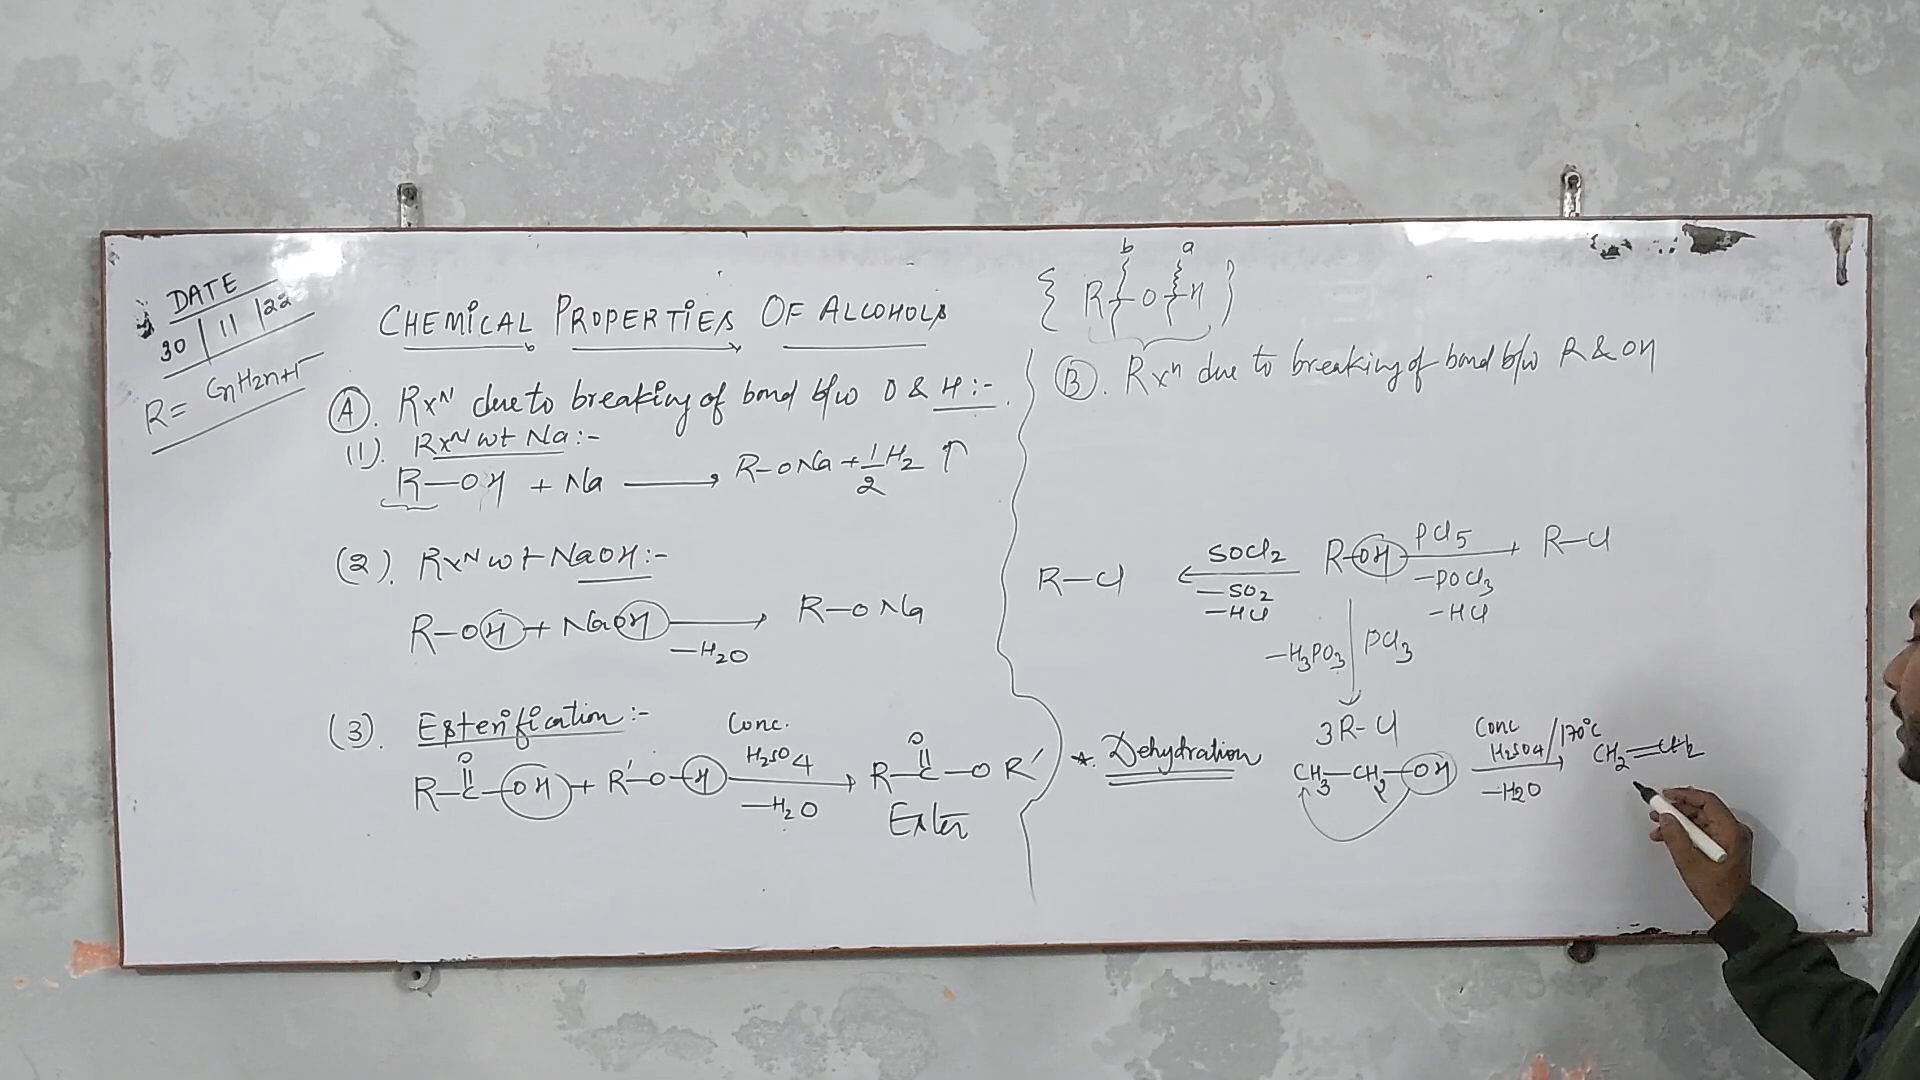 DATE
30 | 11 | 22
R = CnH2n+1
CHEMICAL PROPERTIES OF ALCOHOLS
(A). RxN due to breaking of bond b/w O & H :-
(1). RxN wt Na :-
R—OH + Na ⟶ R-ONa + 1/2 H2 ↑
(2). RxN wt NaOH :-
R-OH + NaOH ⟶ R-ONa
-H2O
(3). Esterification :-
Conc.
H2SO4
O
O
R-C-OH + R'-O-H ⟶ R-C-O R'
-H2O
Ester
b a
{ R-O-H }
(B). Rxn due to breaking of bond b/w R & OH
R-Cl ⟵ SOCl2 R-OH PCl5 ⟶ R-Cl
-SO2 -POCl3
-HCl -HCl
-H3PO3 PCl3
3R-Cl
*. Dehydration
Conc
H2SO4/170°C
CH3-CH2-OH ⟶ CH2=CH2
-H2O